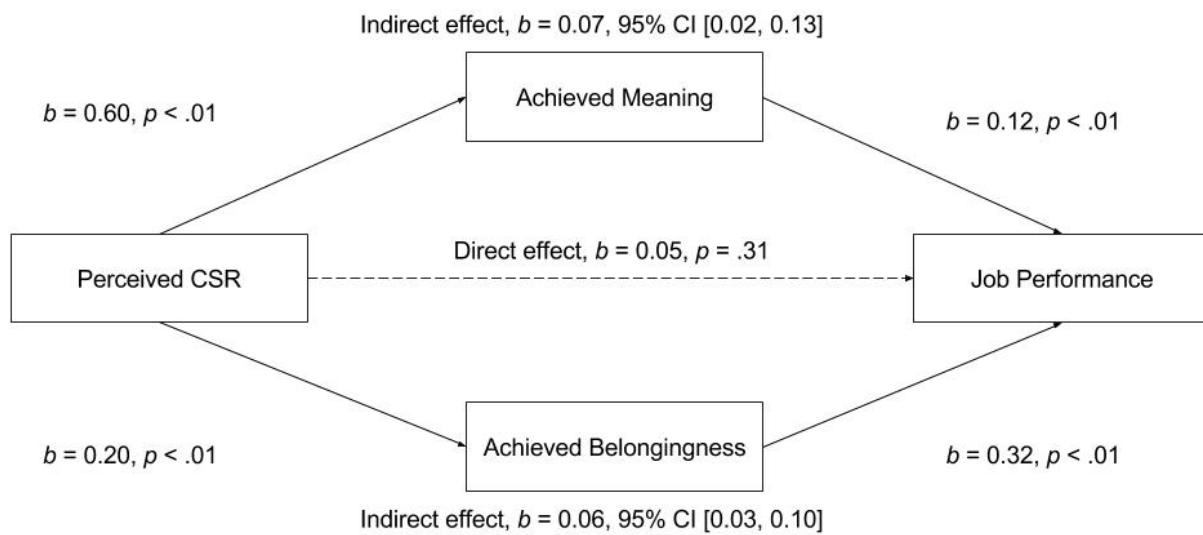 Indirect effect, b = 0.07, 95% CI [0.02, 0.13]
Achieved Meaning
b = 0.60, p < .01
b = 0.12, p < .01
Direct effect, b = 0.05, p = .31
Perceived CSR
Job Performance
Achieved Belongingness
b = 0.20, p < .01
b = 0.32, p < .01
Indirect effect, b = 0.06, 95% CI [0.03, 0.10]